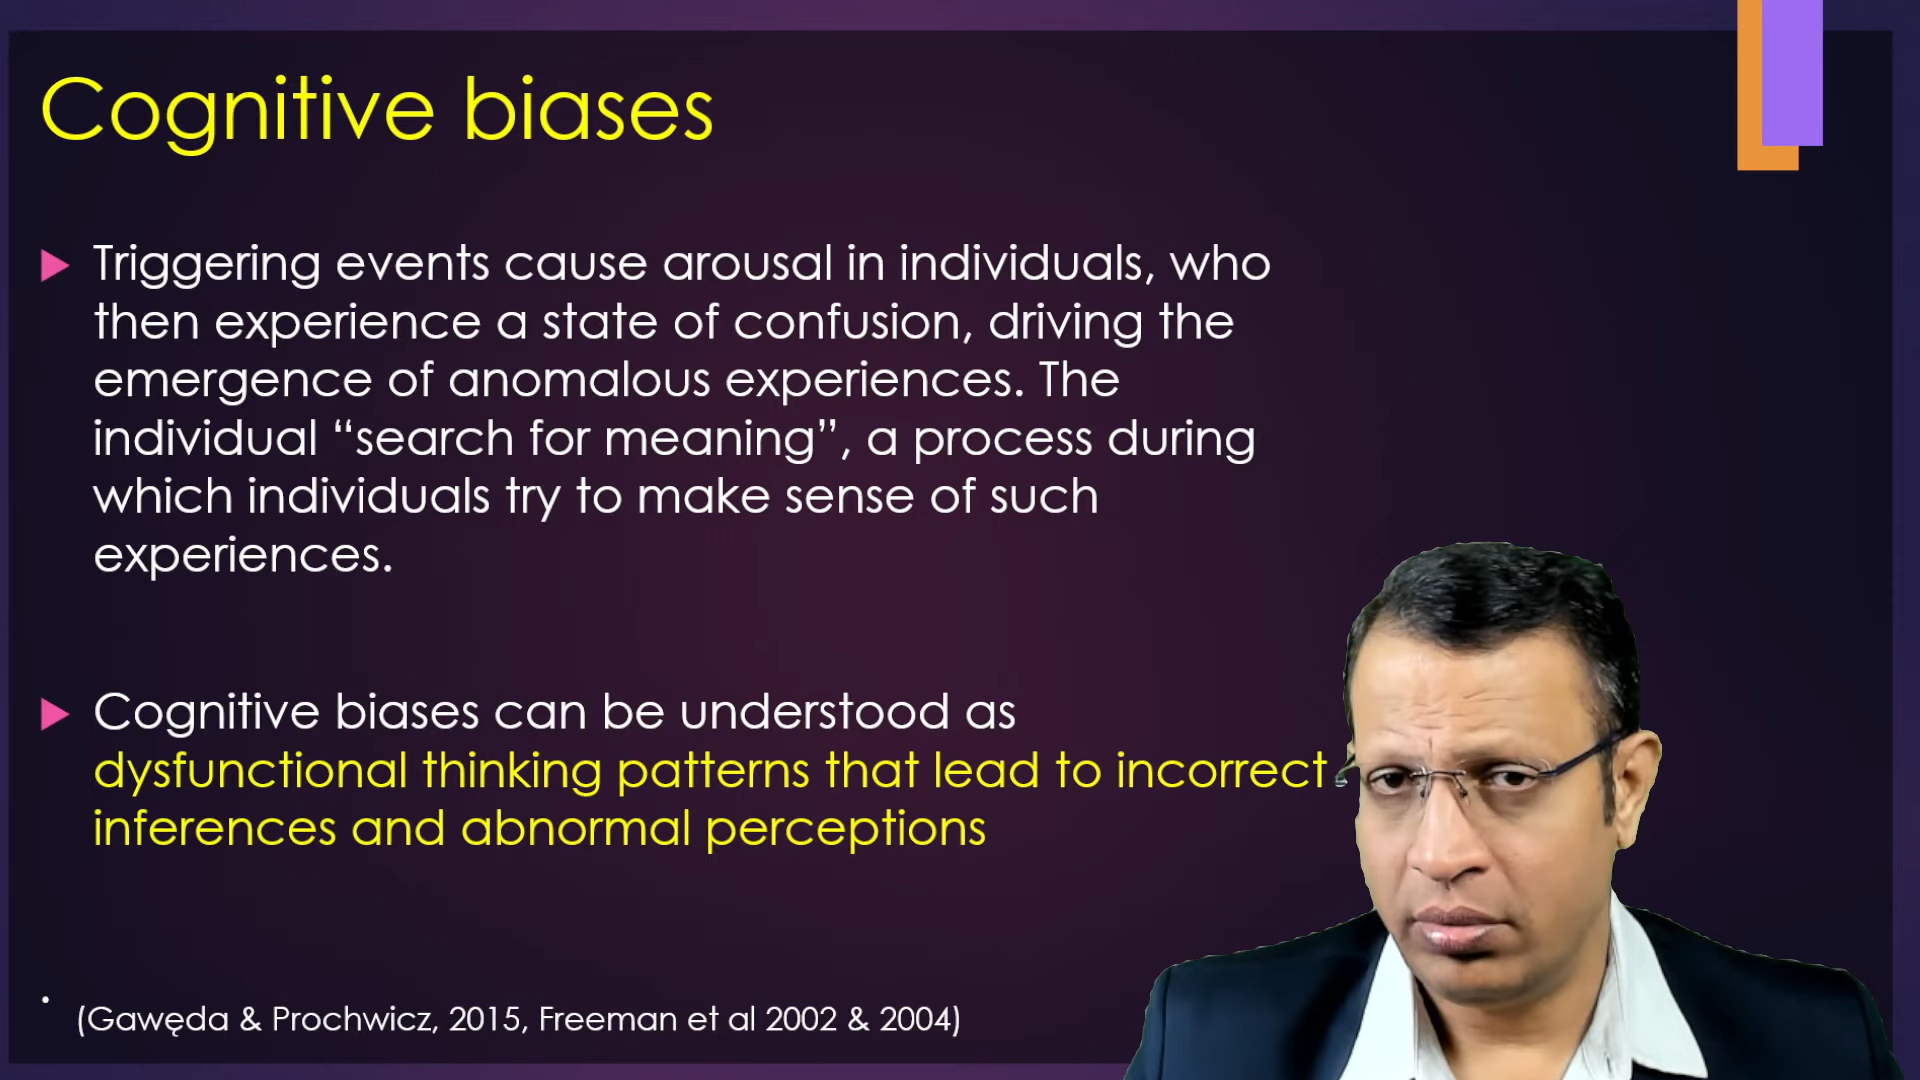 Cognitive biases
Triggering events cause arousal in individuals, who
then experience a state of confusion, driving the
emergence of anomalous experiences. The
individual “search for meaning”, a process during
which individuals try to make sense of such
experiences.
Cognitive biases can be understood as
dysfunctional thinking patterns that lead to incorrect
inferences and abnormal perceptions
(Gawęda & Prochwicz, 2015, Freeman et al 2002 & 2004)